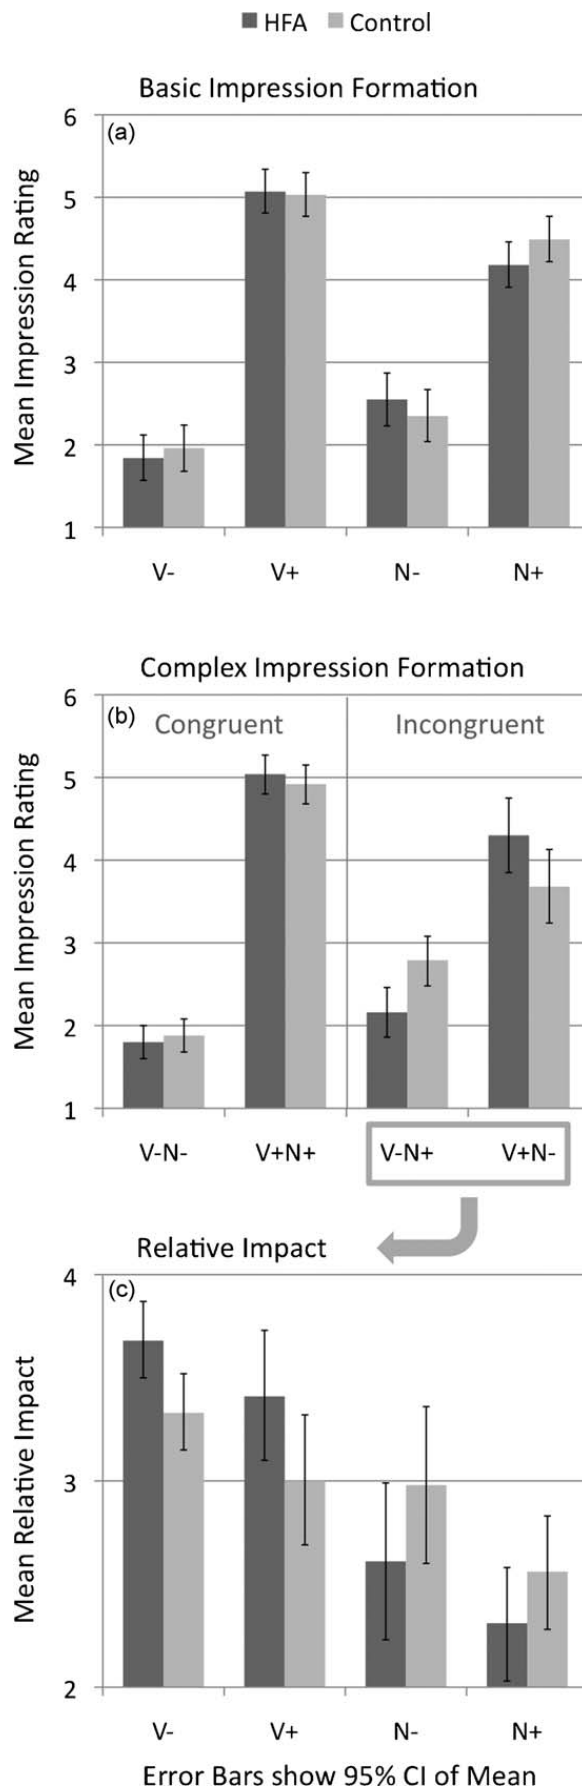 HFA Control
Basic Impression Formation
(a)
Mean Impression Rating
6
5
4
3
2
1
V- V+ N- N+
Complex Impression Formation
(b)
Congruent Incongruent
Mean Impression Rating
6
5
4
3
2
1
V-N- V+N+ V-N+ V+N-
Relative Impact
(c)
Mean Relative Impact
4
3
2
V- V+ N- N+
Error Bars show 95% CI of Mean